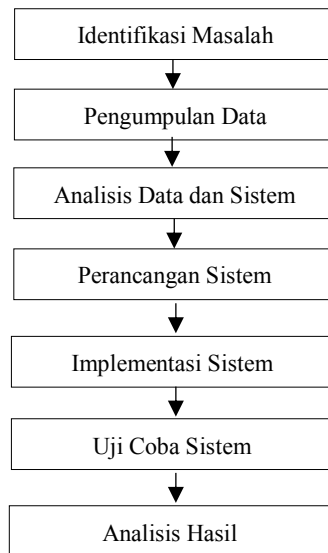 Identifikasi Masalah
Pengumpulan Data
Analisis Data dan Sistem
Perancangan Sistem
Implementasi Sistem
Uji Coba Sistem
Analisis Hasil